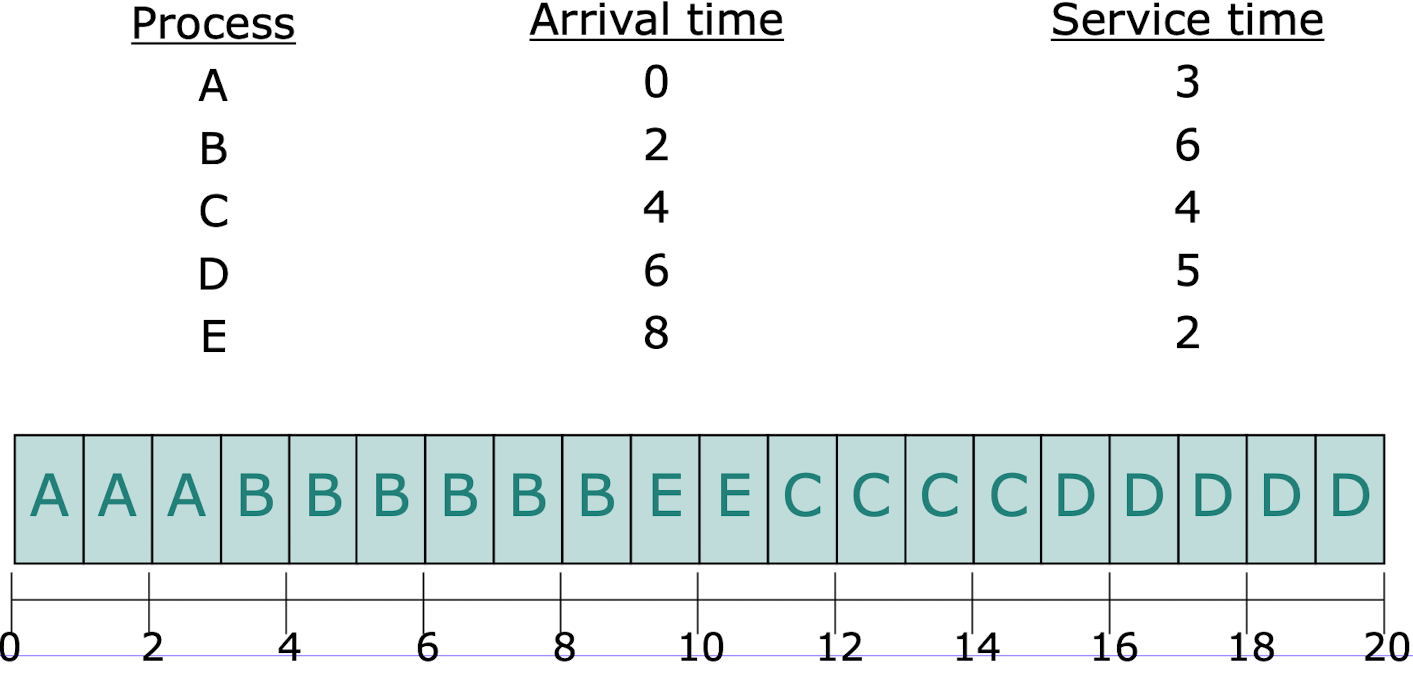 Process Arrival time Service time
A 0 3
B 2 6
C 4 4
D 6 5
E 8 2
A A A B B B B B B E E C C C C D D D D D
0 2 4 6 8 10 12 14 16 18 20